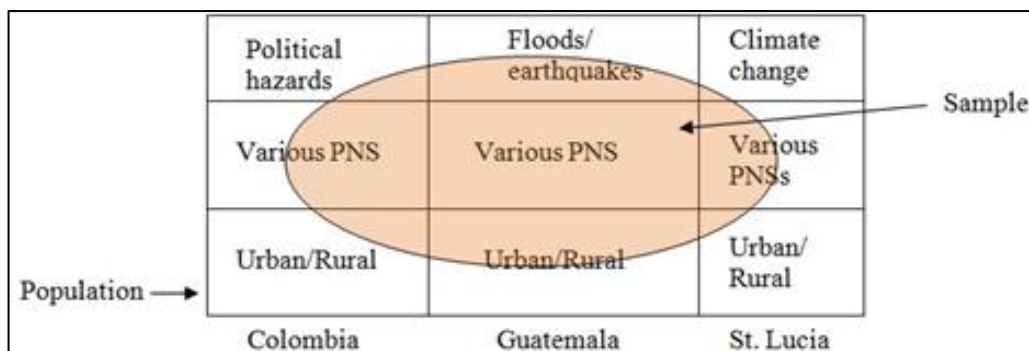 Political
hazards
Floods/
earthquakes
Climate
change
Sample
Various PNS
Various PNS
Various
PNSs
Urban/Rural
Urban/Rural
Urban/
Rural
Population
Colombia
Guatemala
St. Lucia